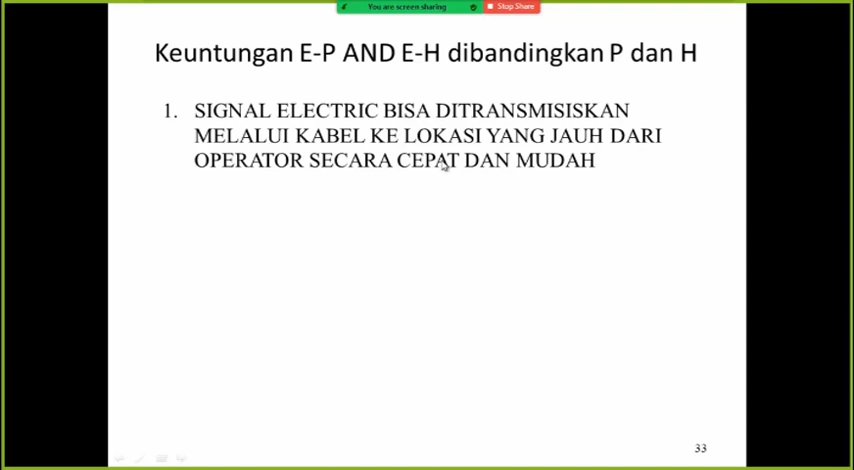 You are screen sharing
Stop Share
Keuntungan E-P AND E-H dibandingkan P dan H
1. SIGNAL ELECTRIC BISA DITRANSMISISKAN
MELALUI KABEL KE LOKASI YANG JAUH DARI
OPERATOR SECARA CEPAT DAN MUDAH
33